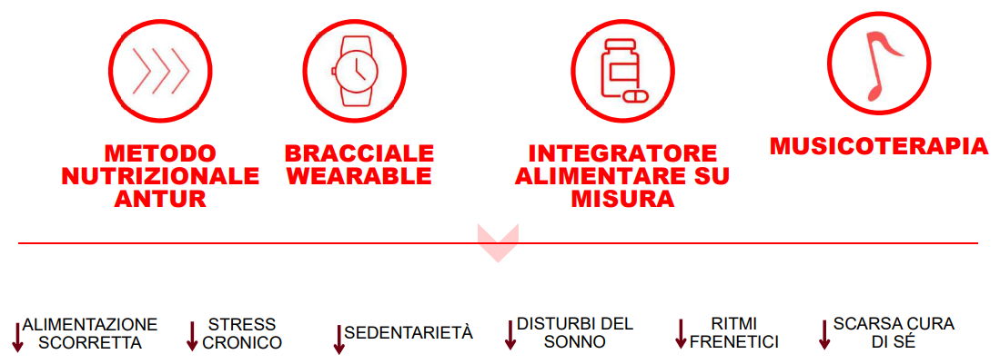 METODO
NUTRIZIONALE
ANTUR
BRACCIALE
WEARABLE
INTEGRATORE
ALIMENTARE SU
MISURA
MUSICOTERAPIA
ALIMENTAZIONE
SCORRETTA
STRESS
CRONICO
SEDENTARIETÀ
DISTURBI DEL
SONNO
RITMI
FRENETICI
SCARSA CURA
DI SÉ